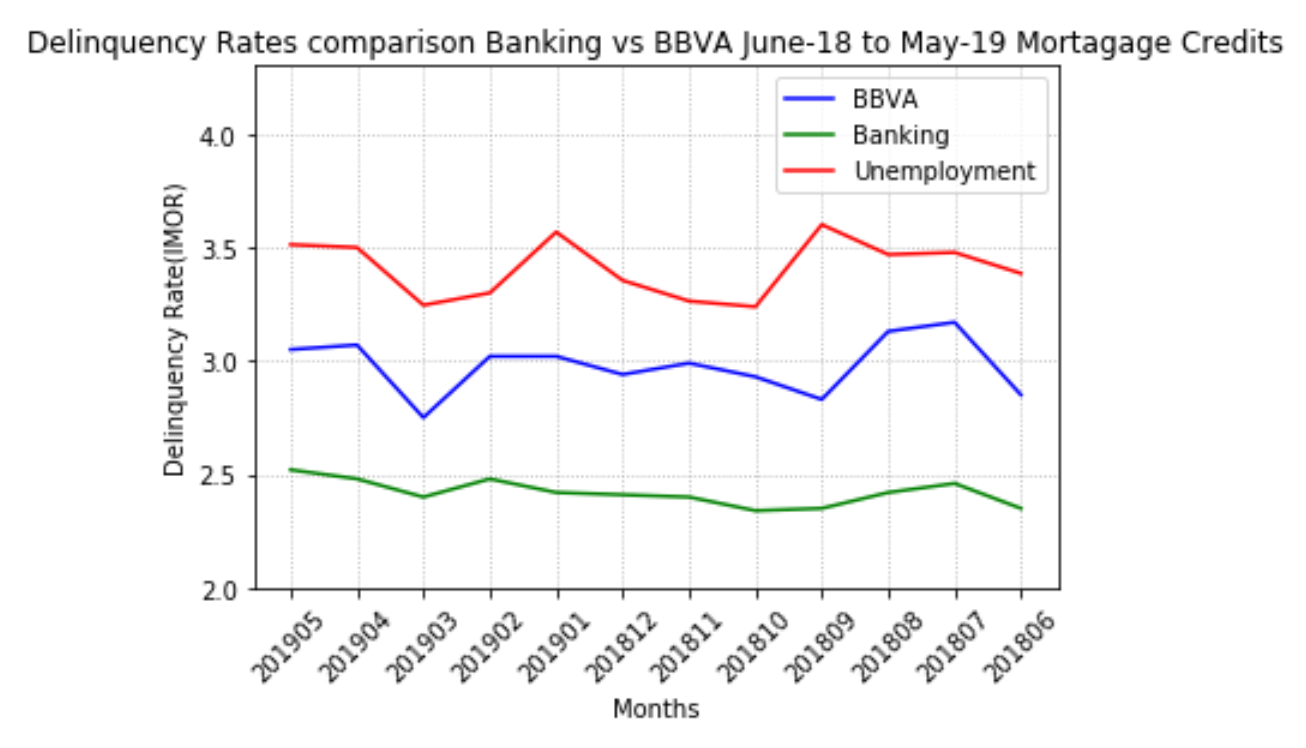 Delinquency Rates comparison Banking vs BBVA June-18 to May-19 Mortagage Credits
BBVA
Banking
Unemployment
Delinquency Rate(IMOR)
4.0
3.5
3.0
2.5
2.0
201905
201904
201903
201902
201901
201812
201811
201810
201809
201808
201807
201806
Months